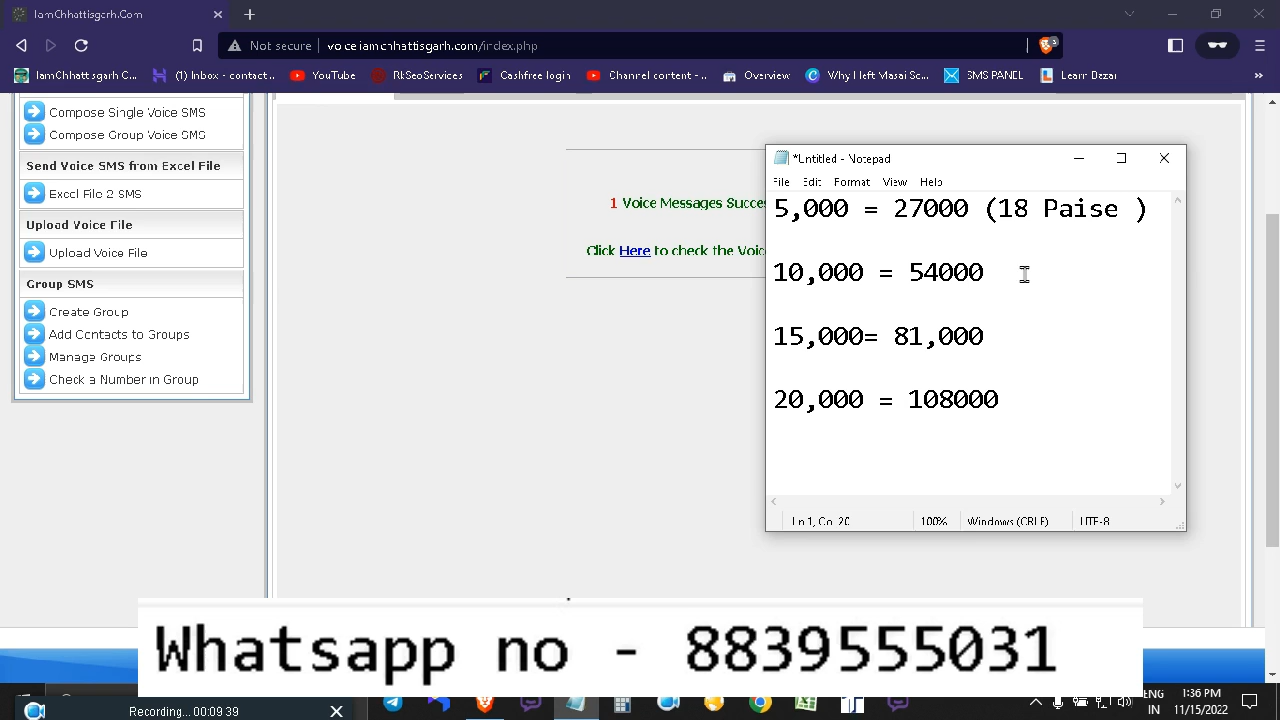 IamChhattisgarh.Com
Not secure
voice.iamchhattisgarh.com/index.php
IamChhattisgarh C...
(1) Inbox - contact...
YouTube
RkSeoServices
Cashfree login
Channel content - ...
Overview
Why I left Masai Sc...
SMS PANEL
Learn Bazar
Compose Single Voice SMS
Compose Group Voice SMS
Send Voice SMS from Excel File
Excel File 2 SMS
Upload Voice File
Upload Voice File
Group SMS
Create Group
Add Contacts to Groups
Manage Groups
Check a Number in Group
1 Voice Messages Succes
Click Here to check the Voic
*Untitled - Notepad
File Edit Format View Help
5,000 = 27000 (18 Paise )
10,000 = 54000
15,000= 81,000
20,000 = 108000
Ln 1, Col 20
100%
Windows (CRLF)
UTF-8
Whatsapp no - 8839555031
Recording... 00:09:39
ENG
IN
1:36 PM
11/15/2022